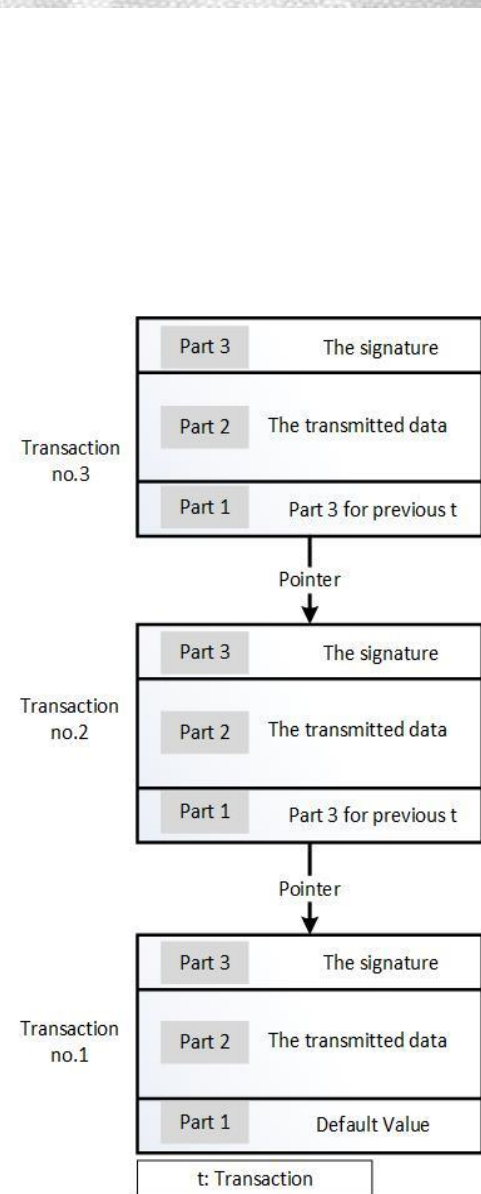 Part 3 The signature
Part 2 The transmitted data
Transaction
no.3
Part 1 Part 3 for previous t
Pointer
Part 3 The signature
Transaction
no.2
Part 2 The transmitted data
Part 1 Part 3 for previous t
Pointer
Part 3 The signature
Transaction
no.1
Part 2 The transmitted data
Part 1 Default Value
t: Transaction